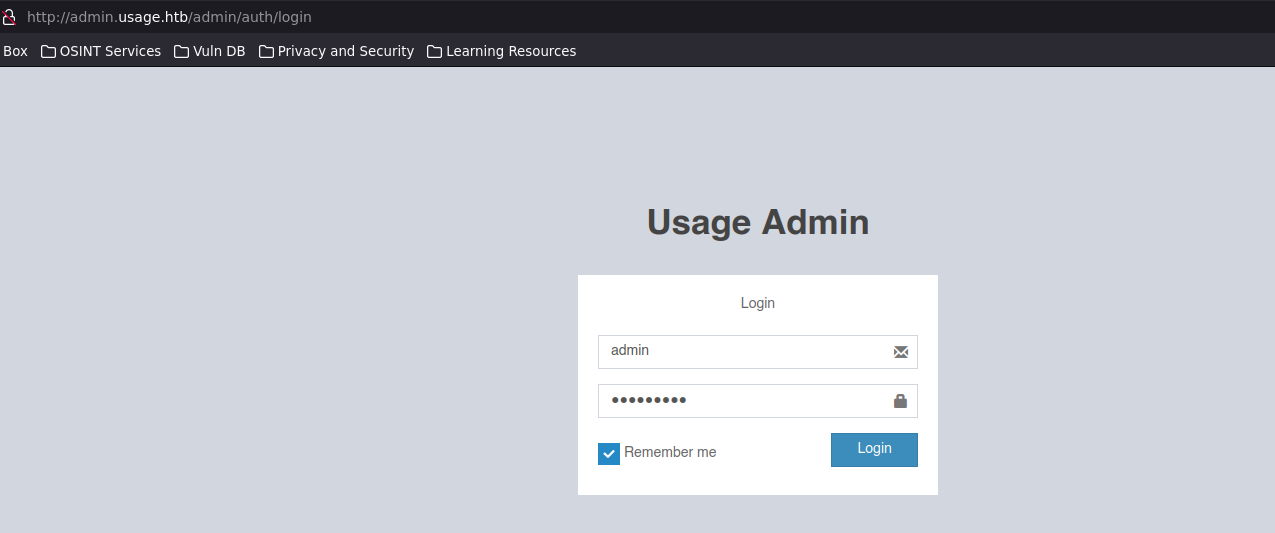 http://admin.usage.htb/admin/auth/login
Box OSINT Services Vuln DB Privacy and Security Learning Resources
Usage Admin
Login
admin
•••••••••
Remember me Login